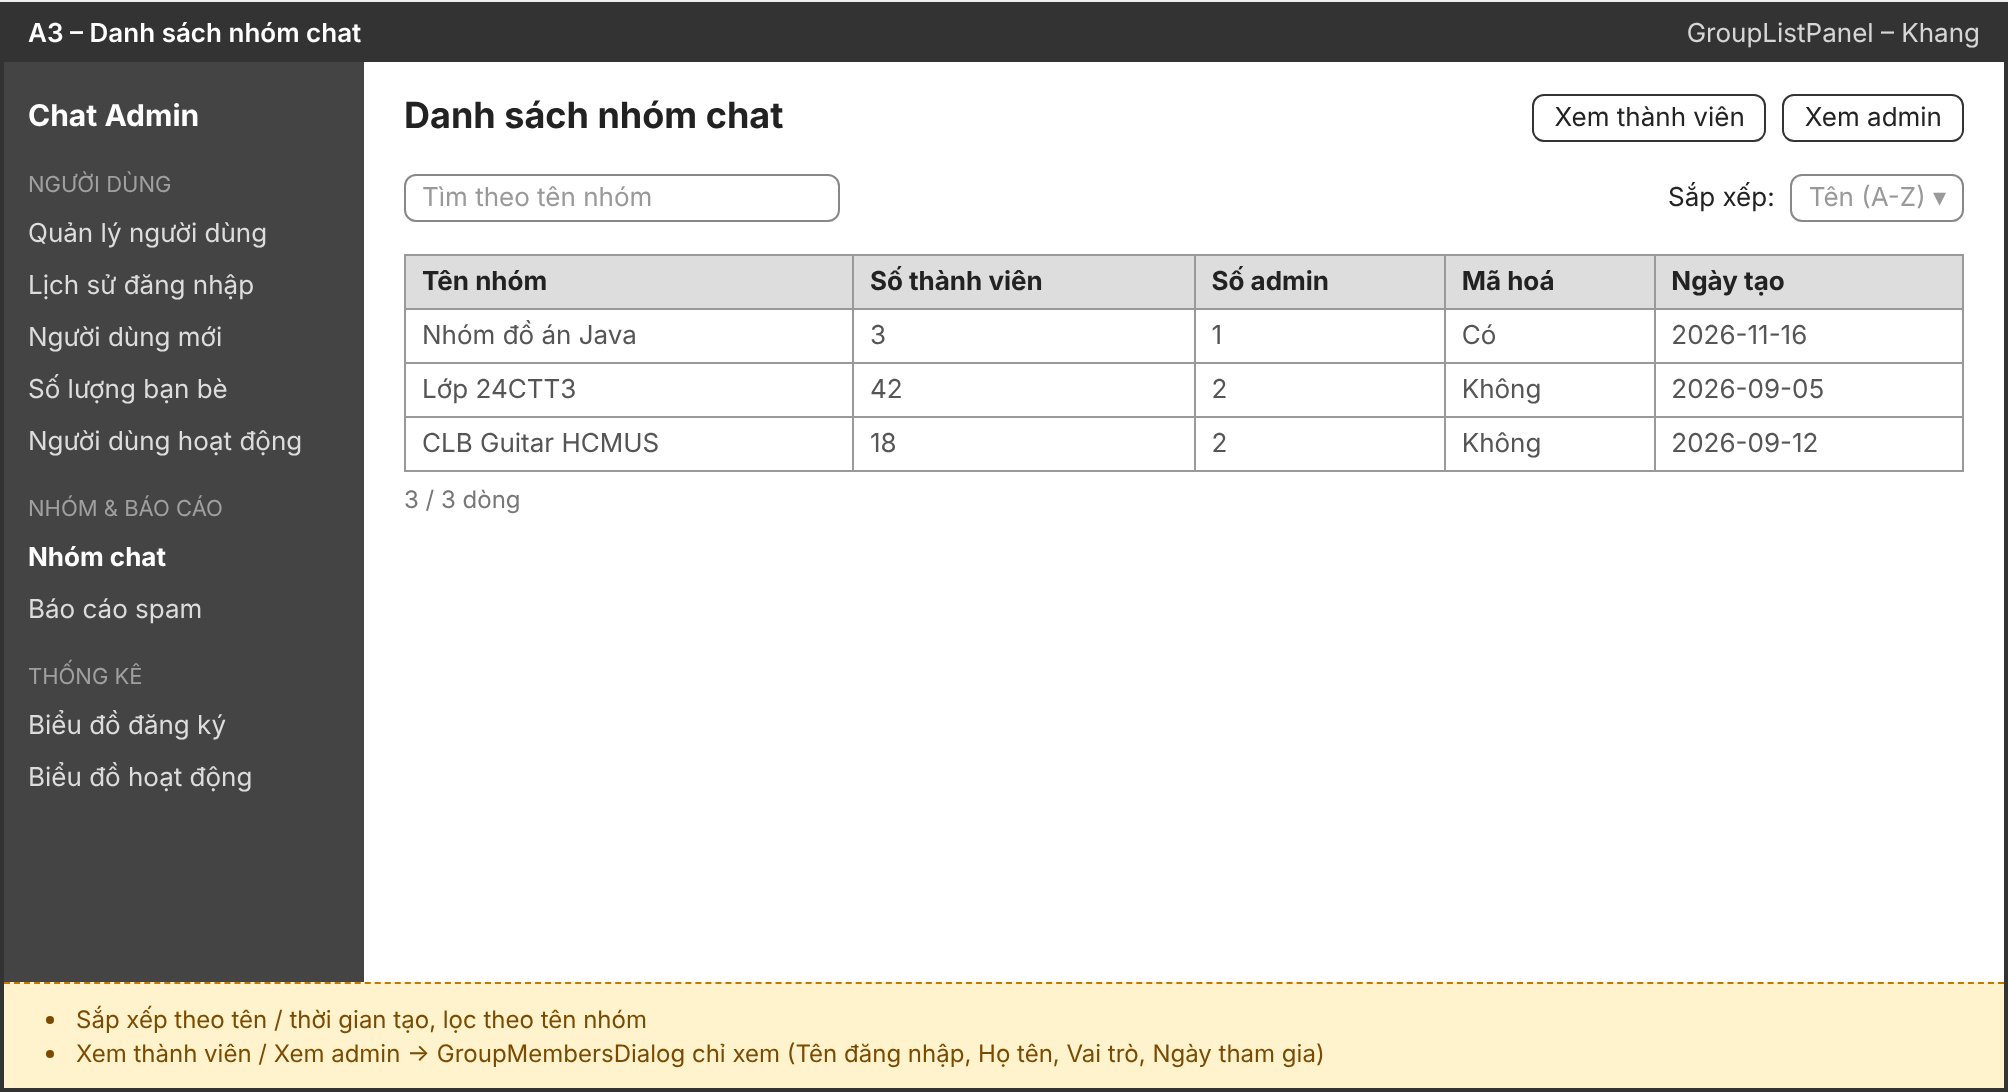 A3 – Danh sách nhóm chat
GroupListPanel – Khang
Chat Admin
NGƯỜI DÙNG
Quản lý người dùng
Lịch sử đăng nhập
Người dùng mới
Số lượng bạn bè
Người dùng hoạt động
NHÓM & BÁO CÁO
Nhóm chat
Báo cáo spam
THỐNG KÊ
Biểu đồ đăng ký
Biểu đồ hoạt động
Danh sách nhóm chat
Xem thành viên
Xem admin
Tìm theo tên nhóm
Sắp xếp: Tên (A-Z) ▾
Tên nhóm Số thành viên Số admin Mã hoá Ngày tạo
Nhóm đồ án Java 3 1 Có 2026-11-16
Lớp 24CTT3 42 2 Không 2026-09-05
CLB Guitar HCMUS 18 2 Không 2026-09-12
3 / 3 dòng
• Sắp xếp theo tên / thời gian tạo, lọc theo tên nhóm
• Xem thành viên / Xem admin → GroupMembersDialog chỉ xem (Tên đăng nhập, Họ tên, Vai trò, Ngày tham gia)